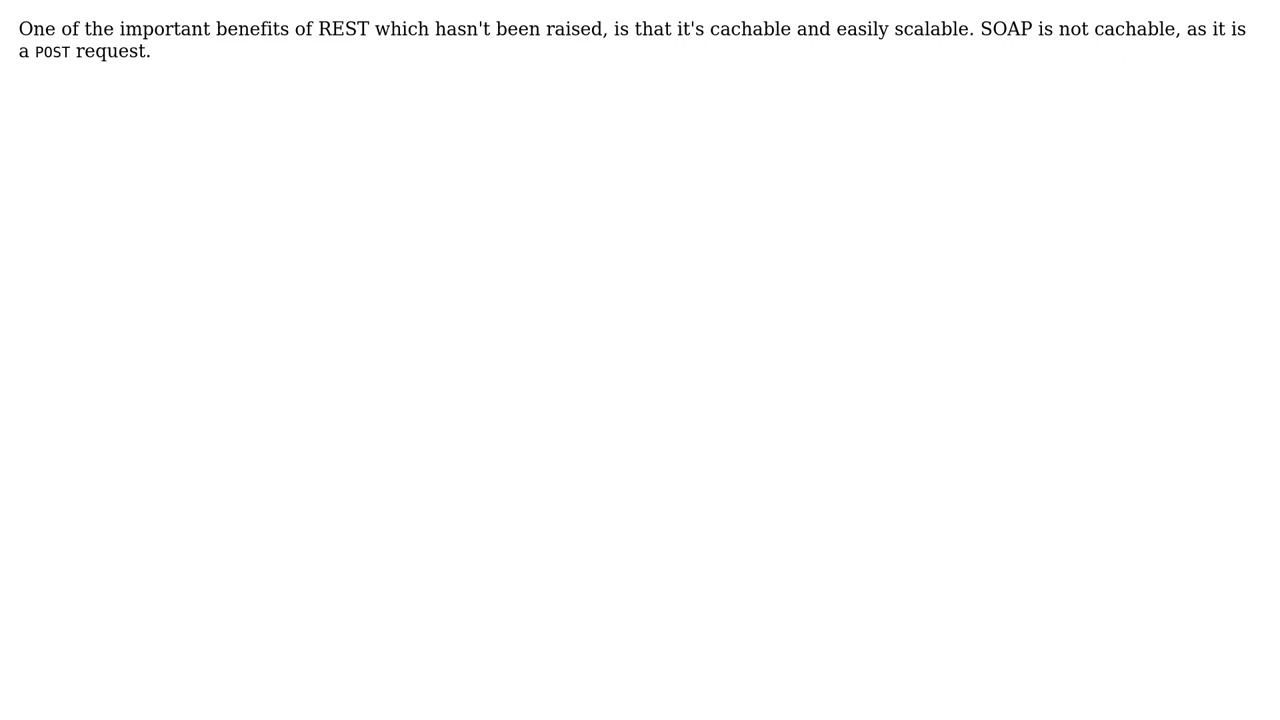 One of the important benefits of REST which hasn't been raised, is that it's cachable and easily scalable. SOAP is not cachable, as it is
a POST request.